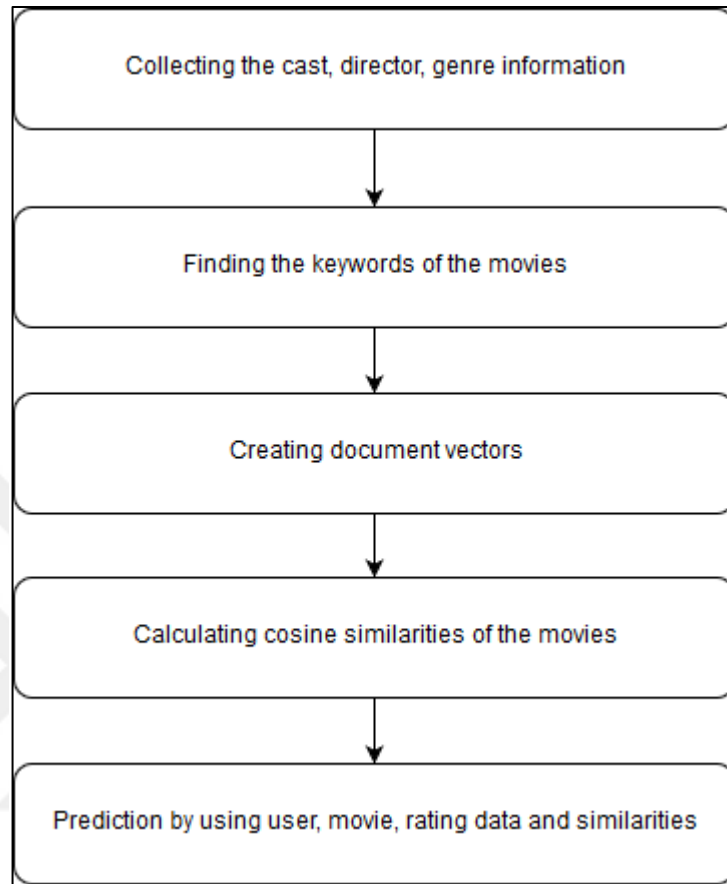 Collecting the cast, director, genre information
Finding the keywords of the movies
Creating document vectors
Calculating cosine similarities of the movies
Prediction by using user, movie, rating data and similarities